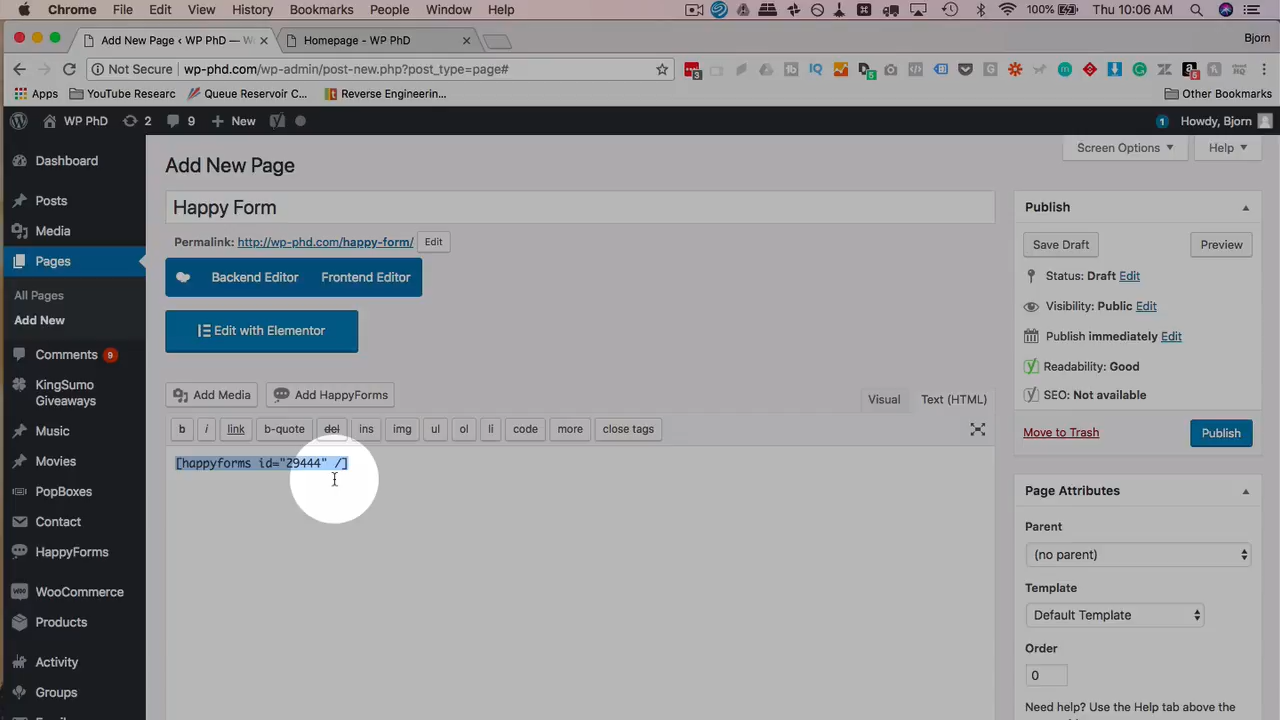 Chrome File Edit View History Bookmarks People Window Help 100% Thu 10:06 AM
Add New Page ‹ WP PhD — W Homepage - WP PhD Bjorn
Not Secure wp-phd.com/wp-admin/post-new.php?post_type=page#
Apps YouTube Researc Queue Reservoir C... Reverse Engineerin... Other Bookmarks
WP PhD 2 9 New 1 Howdy, Bjorn
Screen Options Help
Dashboard
Posts
Media
Pages
All Pages
Add New
Comments 9
KingSumo
Giveaways
Music
Movies
PopBoxes
Contact
HappyForms
WooCommerce
Products
Activity
Groups
Add New Page
Happy Form
Permalink: http://wp-phd.com/happy-form/ Edit
Backend Editor Frontend Editor
Edit with Elementor
Add Media Add HappyForms Visual Text (HTML)
b i link b-quote del ins img ul ol li code more close tags
[happyforms id="29444" /]
Publish
Save Draft Preview
Status: Draft Edit
Visibility: Public Edit
Publish immediately Edit
Readability: Good
SEO: Not available
Move to Trash Publish
Page Attributes
Parent
(no parent)
Template
Default Template
Order
0
Need help? Use the Help tab above the